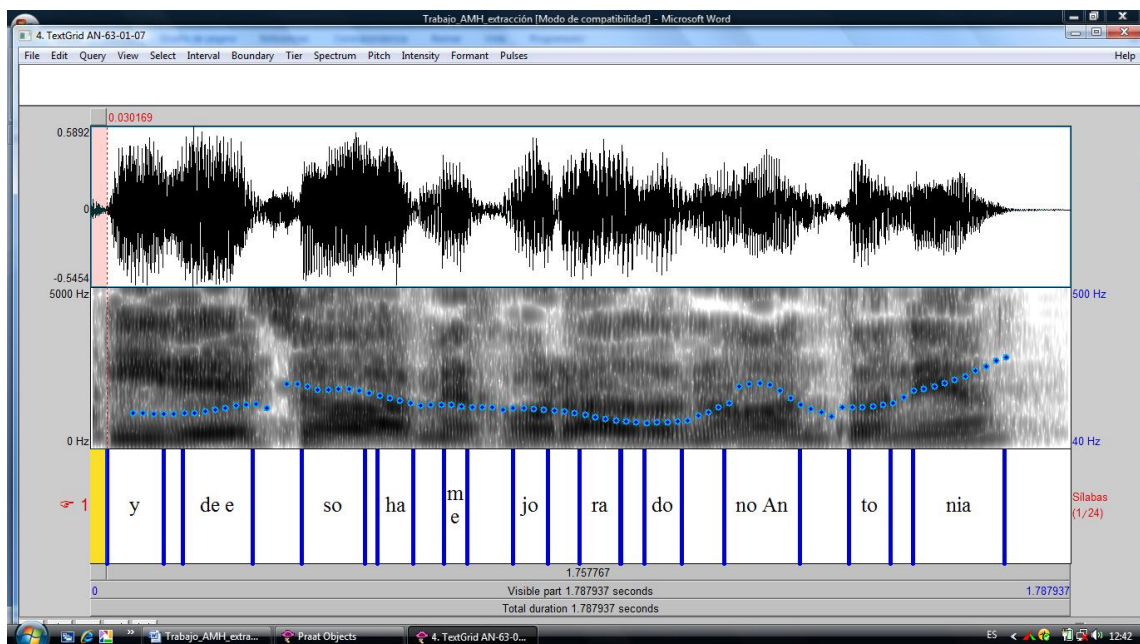 Trabajo_AMH_extracción [Modo de compatibilidad] - Microsoft Word
4. TextGrid AN-63-01-07
File Edit Query View Select Interval Boundary Tier Spectrum Pitch Intensity Formant Pulses Help
0.030169
0.5892
0
-0.5454
5000 Hz
500 Hz
0 Hz
40 Hz
1
y de e so ha me jo ra do no An to nia
Sílabas
(1/24)
1.757767
0 Visible part 1.787937 seconds 1.787937
Total duration 1.787937 seconds
Trabajo_AMH_extra... Praat Objects 4. TextGrid AN-63-0... ES 12:42